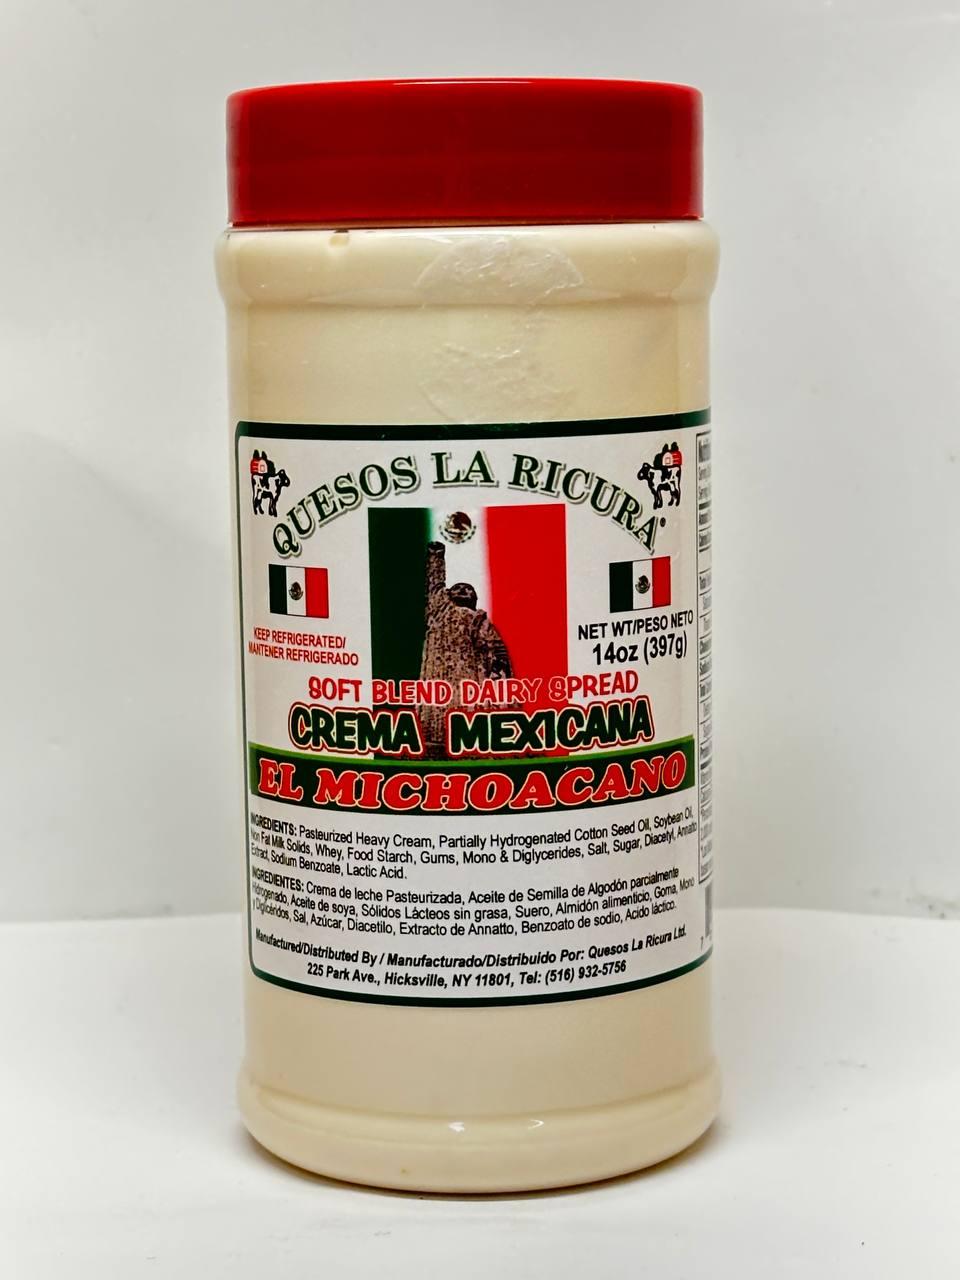 QUESOS LA RICURA®
KEEP REFRIGERATED/
MANTENER REFRIGERADO
NET WT/PESO NETO
14oz (397g)
SOFT BLEND DAIRY SPREAD
CREMA MEXICANA
EL MICHOACANO
INGREDIENTS: Pasteurized Heavy Cream, Partially Hydrogenated Cotton Seed Oil, Soybean Oil,
Non Fat Milk Solids, Whey, Food Starch, Gums, Mono & Diglycerides, Salt, Sugar, Diacetyl, Annatto
Extract, Sodium Benzoate, Lactic Acid.
INGREDIENTES: Crema de leche Pasteurizada, Aceite de Semilla de Algodón parcialmente
Hidrogenado, Aceite de soya, Sólidos Lácteos sin grasa, Suero, Almidón alimenticio, Goma, Mono
y Diglicéridos, Sal, Azúcar, Diacetilo, Extracto de Annatto, Benzoato de sodio, Acido láctico.
Manufactured/Distributed By / Manufacturado/Distribuido Por: Quesos La Ricura Ltd.
225 Park Ave., Hicksville, NY 11801, Tel: (516) 932-5756
7